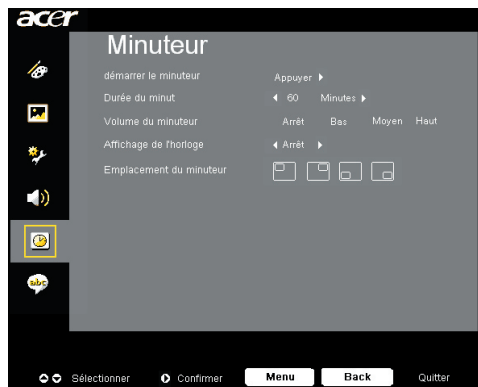 acer
Minuteur
démarrer le minuteur Appuyer
Durée du minut 60 Minutes
Volume du minuteur Arrêt Bas Moyen Haut
Affichage de l'horloge Arrêt
Emplacement du minuteur
abc
Sélectionner Confirmer Menu Back Quitter